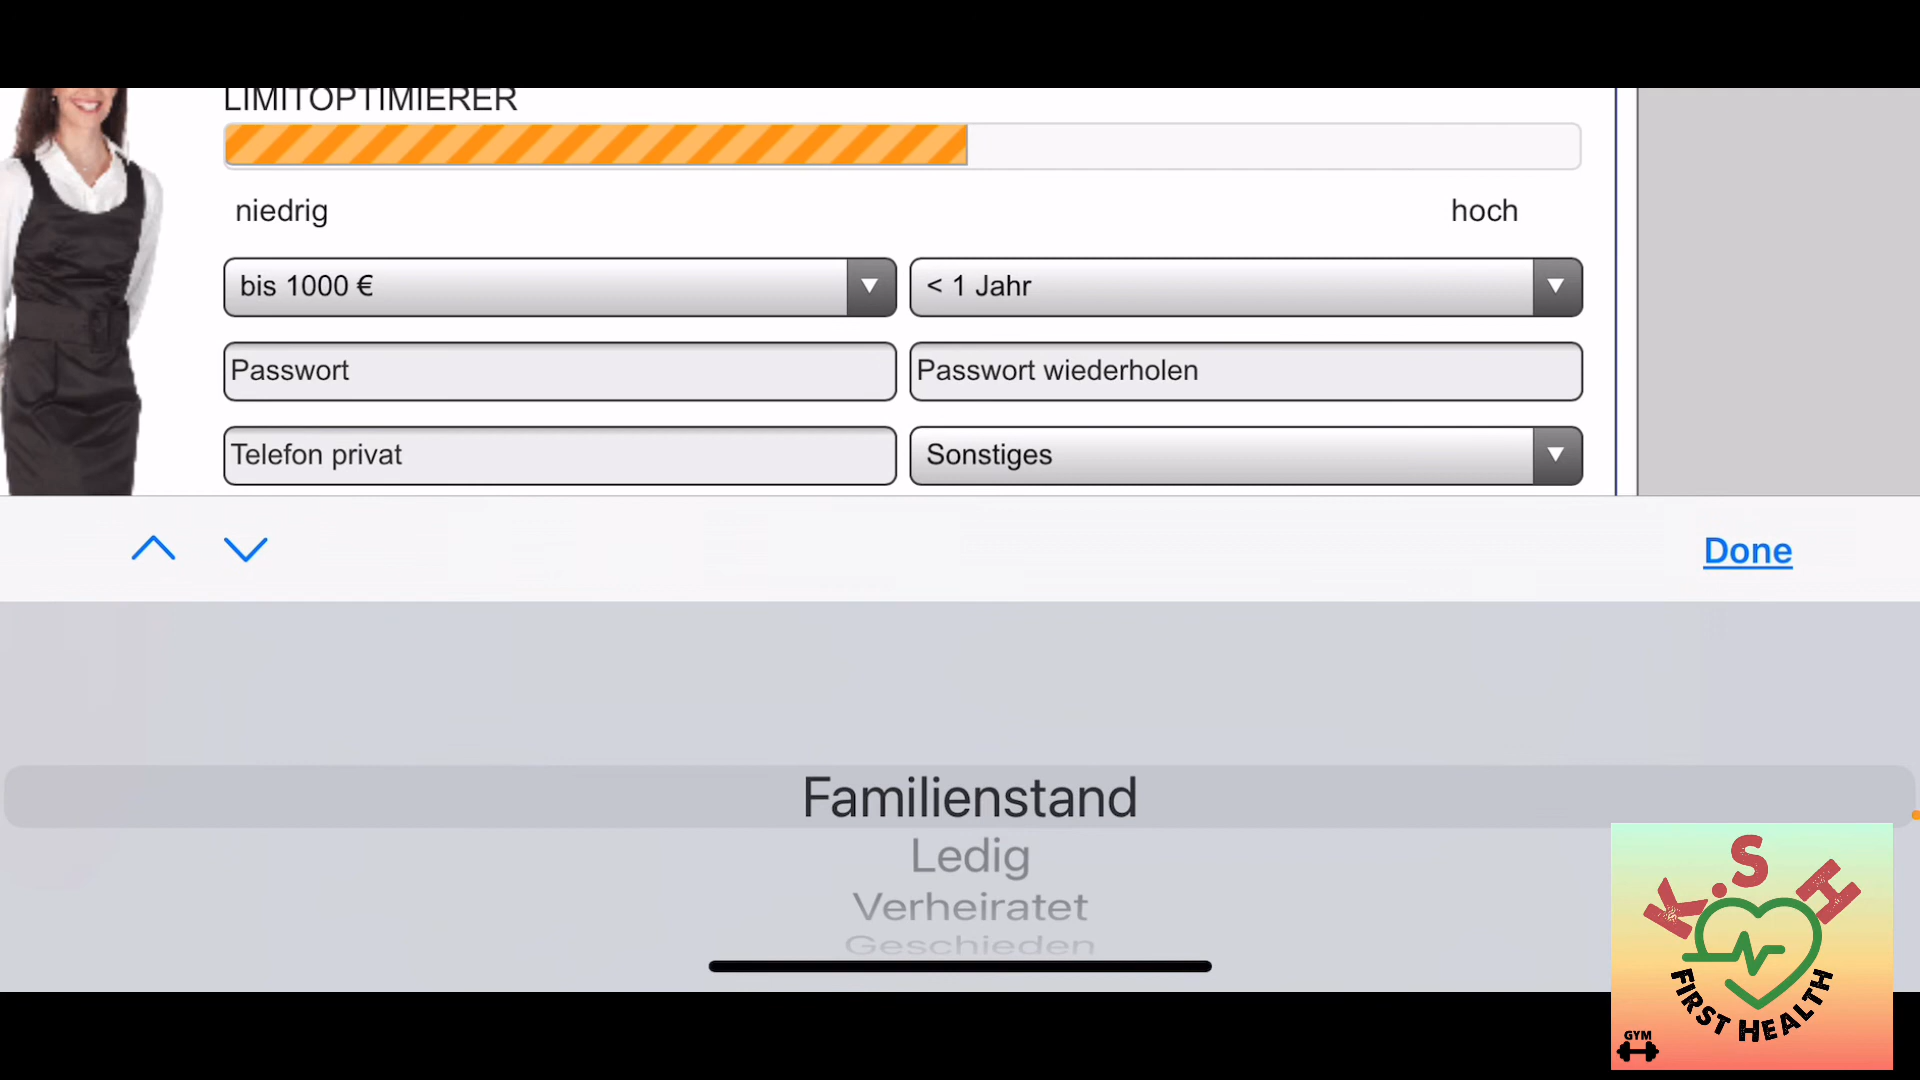 LIMITOPTIMIERER
niedrig
hoch
bis 1000 €
< 1 Jahr
Passwort
Passwort wiederholen
Telefon privat
Sonstiges
Done
Familienstand
Ledig
Verheiratet
Geschieden
K.SH
FIRST HEALTH
GYM